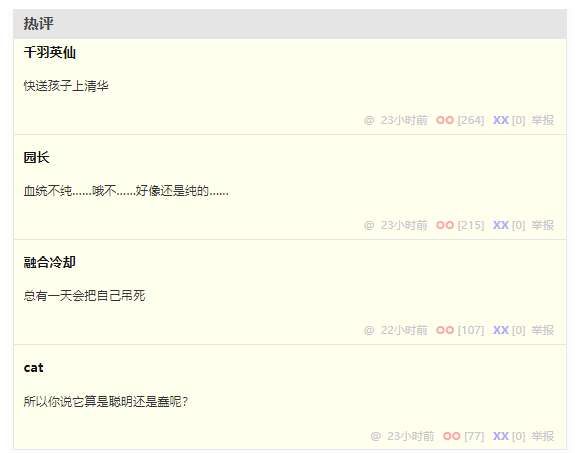 热评
千羽英仙
快送孩子上清华
@ 23小时前 OO [264] XX [0] 举报
园长
血统不纯……哦不……好像还是纯的……
@ 23小时前 OO [215] XX [0] 举报
融合冷却
总有一天会把自己吊死
@ 22小时前 OO [107] XX [0] 举报
cat
所以你说它算是聪明还是蠢呢?
@ 23小时前 OO [77] XX [0] 举报